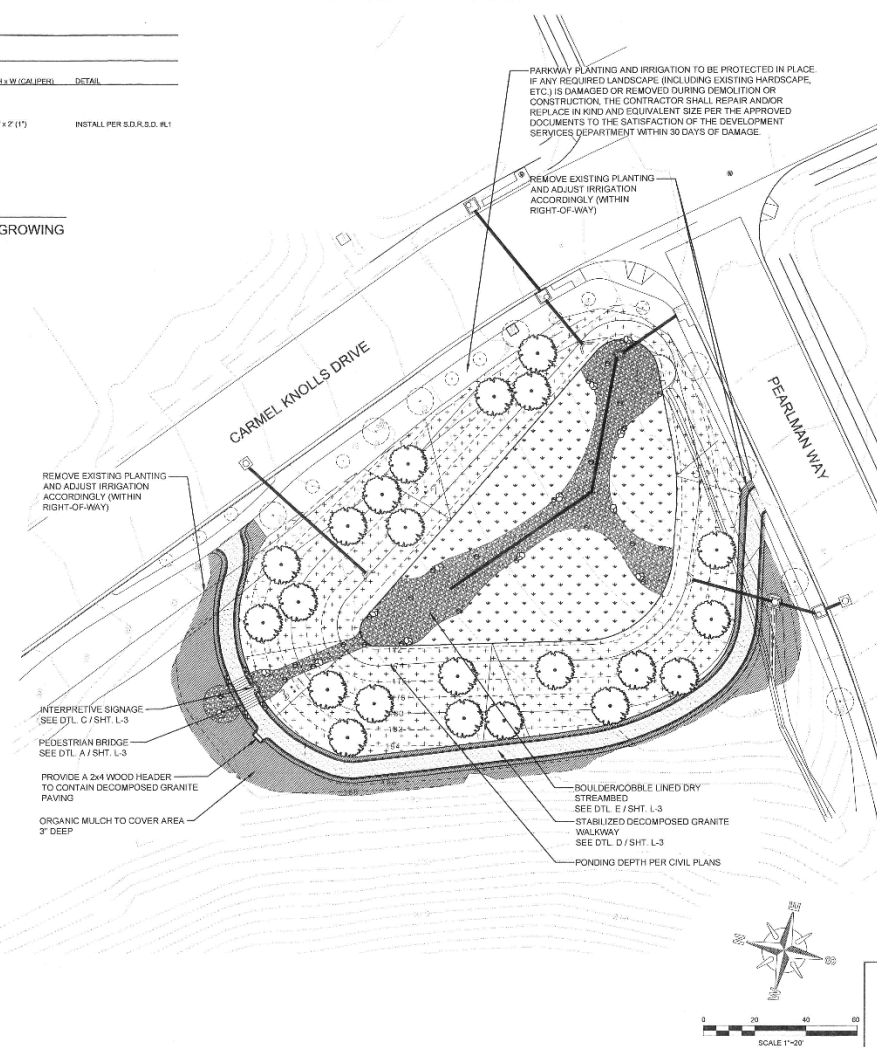 H x W (CALIPER) DETAIL
x 2' (1") INSTALL PER S.D.R.S.D. #L1
GROWING
PARKWAY PLANTING AND IRRIGATION TO BE PROTECTED IN PLACE.
IF ANY REQUIRED LANDSCAPE (INCLUDING EXISTING HARDSCAPE,
ETC.) IS DAMAGED OR REMOVED DURING DEMOLITION OR
CONSTRUCTION, THE CONTRACTOR SHALL REPAIR AND/OR
REPLACE IN KIND AND EQUIVALENT SIZE PER THE APPROVED
DOCUMENTS TO THE SATISFACTION OF THE DEVELOPMENT
SERVICES DEPARTMENT WITHIN 30 DAYS OF DAMAGE.
REMOVE EXISTING PLANTING
AND ADJUST IRRIGATION
ACCORDINGLY (WITHIN
RIGHT-OF-WAY)
CARMEL KNOLLS DRIVE
PEARLMAN WAY
REMOVE EXISTING PLANTING
AND ADJUST IRRIGATION
ACCORDINGLY (WITHIN
RIGHT-OF-WAY)
INTERPRETIVE SIGNAGE
SEE DTL. C / SHT. L-3
PEDESTRIAN BRIDGE
SEE DTL. A / SHT. L-3
PROVIDE A 2x4 WOOD HEADER
TO CONTAIN DECOMPOSED GRANITE
PAVING
ORGANIC MULCH TO COVER AREA
3" DEEP
BOULDER/COBBLE LINED DRY
STREAMBED
SEE DTL. E / SHT. L-3
STABILIZED DECOMPOSED GRANITE
WALKWAY
SEE DTL. D / SHT. L-3
PONDING DEPTH PER CIVIL PLANS
0 20 40 60
SCALE 1"=20'